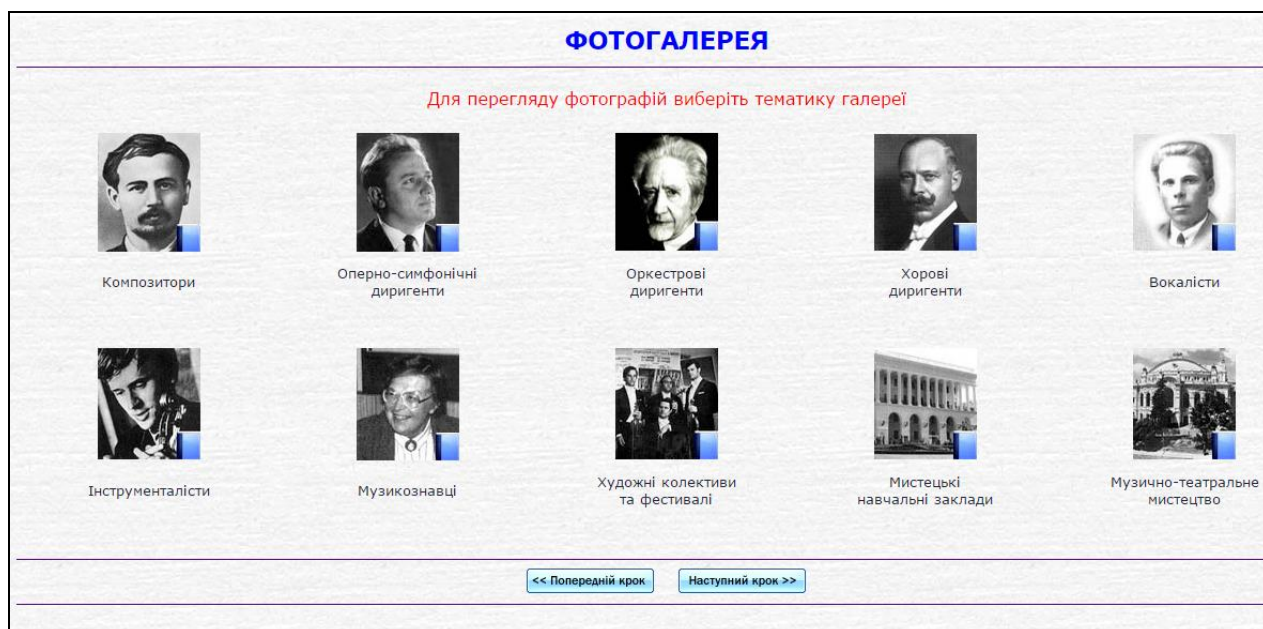 ФОТОГАЛЕРЕЯ
Для перегляду фотографій виберіть тематику галереї
Композитори
Оперно-симфонічні
диригенти
Оркестрові
диригенти
Хорові
диригенти
Вокалісти
Інструменталісти
Музикознавці
Художні колективи
та фестивалі
Мистецькі
навчальні заклади
Музично-театральне
мистецтво
<< Попередній крок
Наступний крок >>